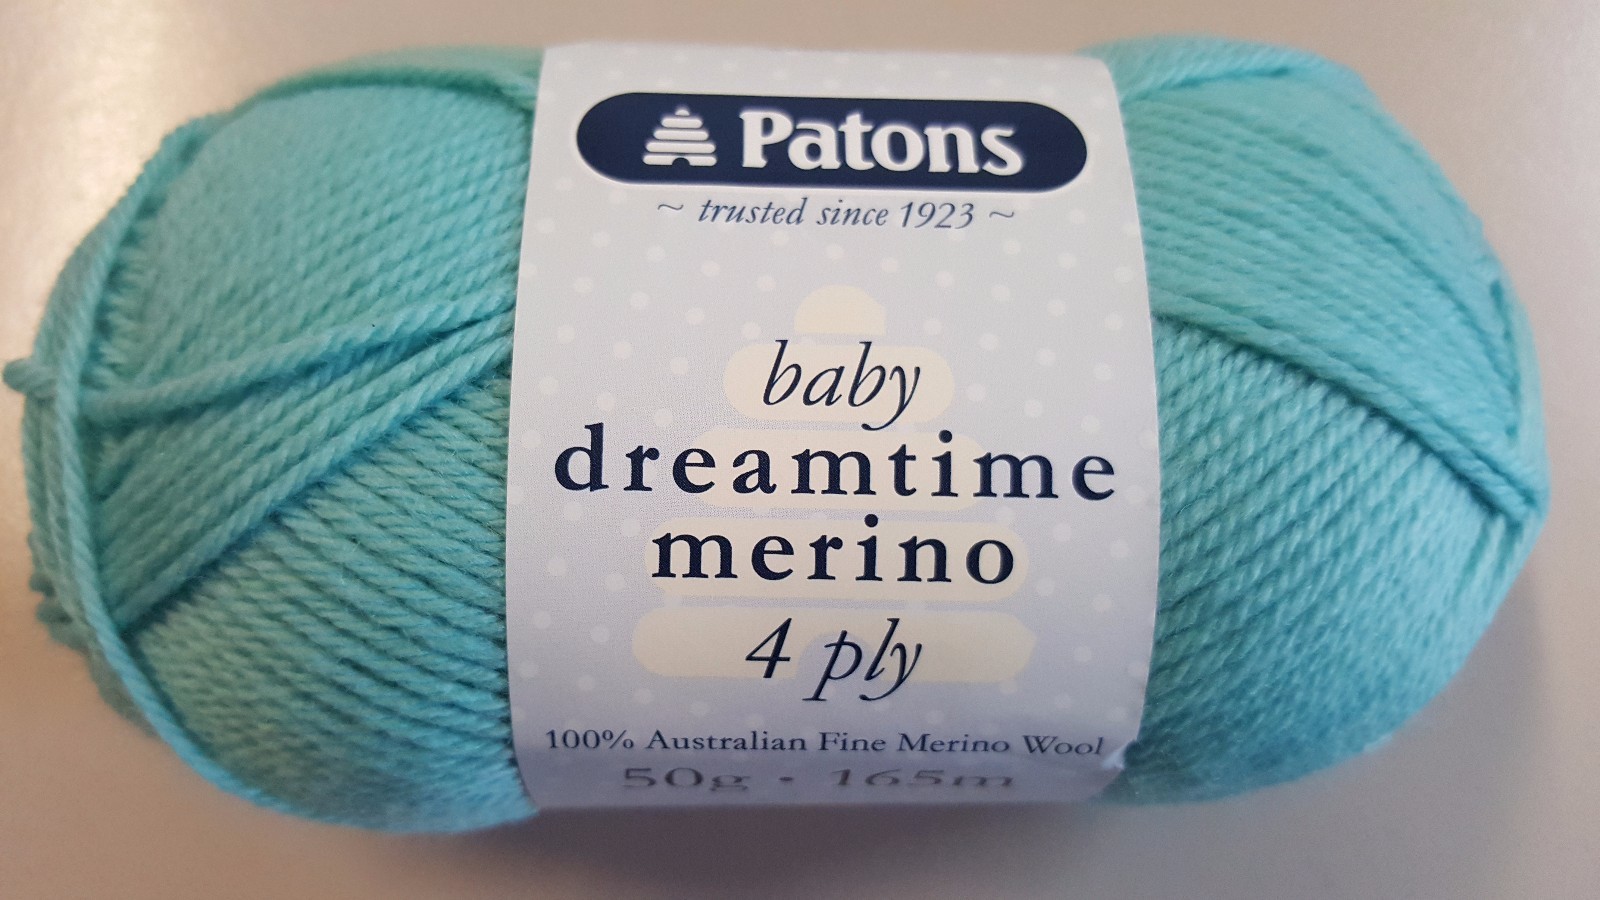 Patons
~ trusted since 1923 ~
baby
dreamtime
merino
4 ply
100% Australian Fine Merino Wool
50g • 165m